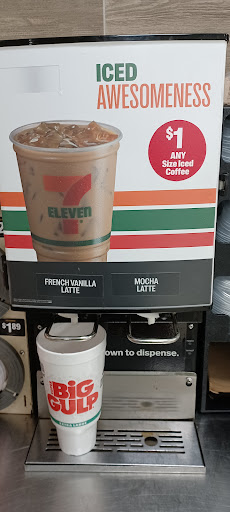 ICED
AWESOMENESS
$1
ANY
Size Iced
Coffee
7
ELEVEN
FRENCH VANILLA
LATTE
MOCHA
LATTE
$1.89
own to dispense.
THE
BIG
GULP